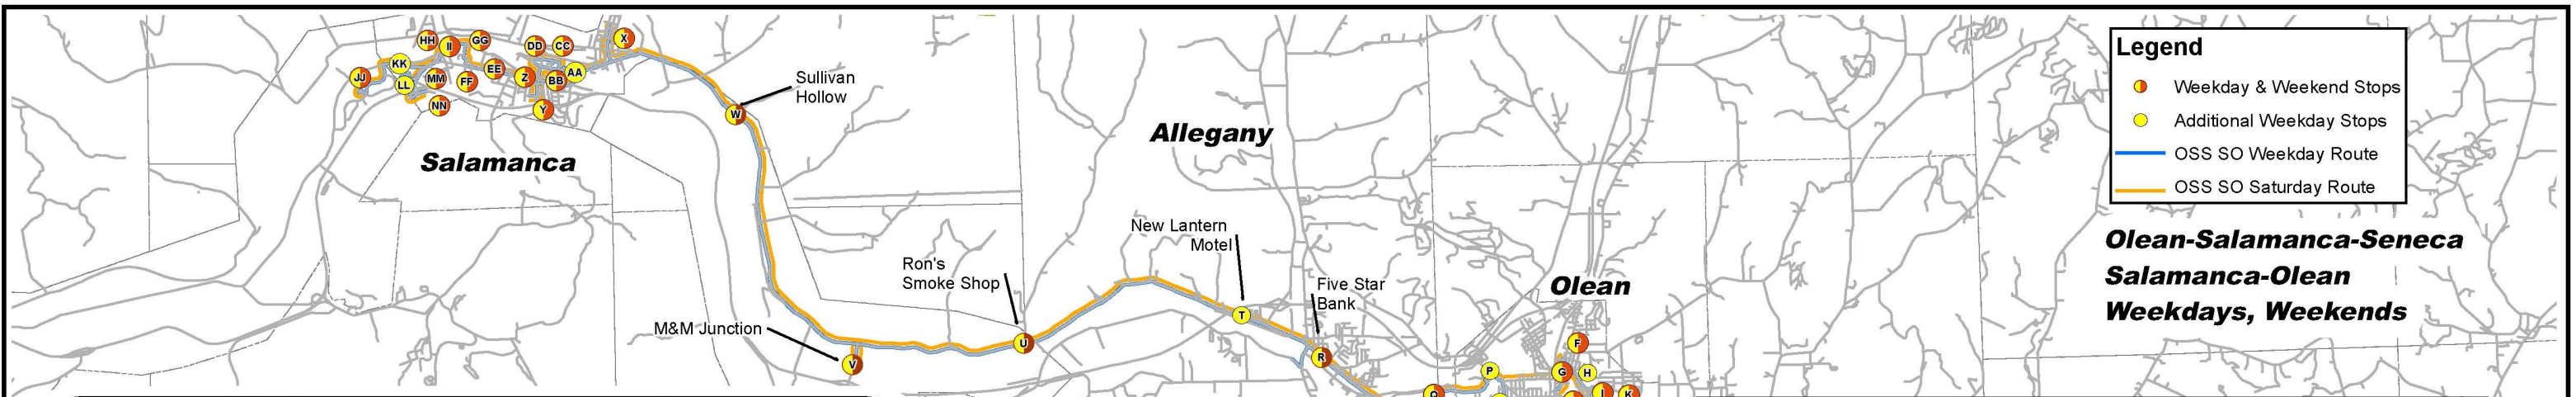 HH
II
GG
DD
CC
X
JJ
KK
LL
MM
FF
EE
Z
BB
AA
NN
Y
Sullivan
Hollow
W
Salamanca
Allegany
New Lantern
Motel
Ron's
Smoke Shop
Five Star
Bank
M&M Junction
V
U
T
R
Olean
F
P
G
H
K
Legend
Weekday & Weekend Stops
Additional Weekday Stops
OSS SO Weekday Route
OSS SO Saturday Route
Olean-Salamanca-Seneca
Salamanca-Olean
Weekdays, Weekends